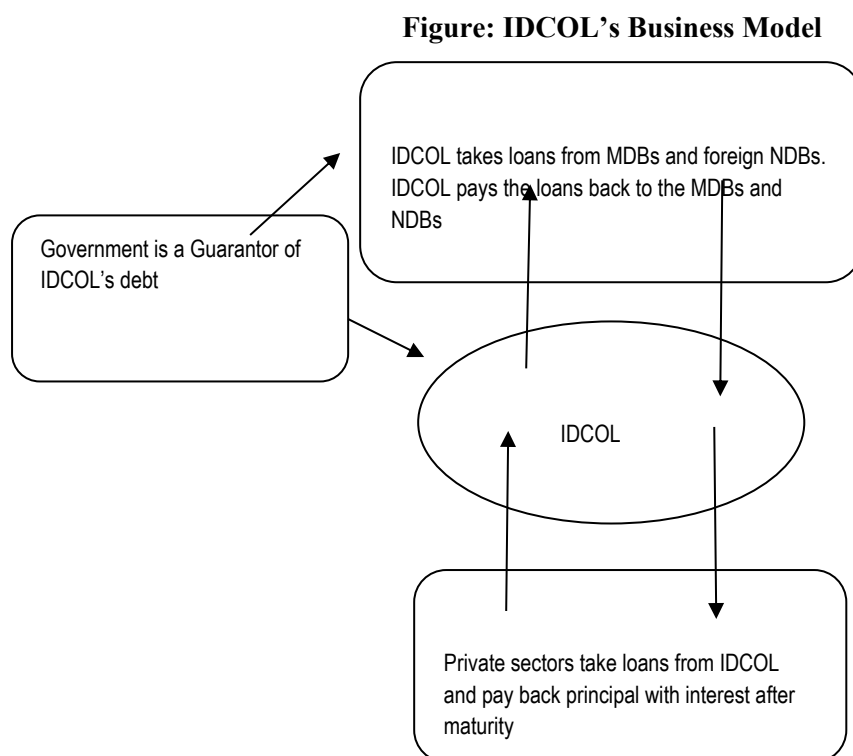 Figure: IDCOL's Business Model
IDCOL takes loans from MDBs and foreign NDBs.
IDCOL pays the loans back to the MDBs and
NDBs
Government is a Guarantor of
IDCOL's debt
IDCOL
Private sectors take loans from IDCOL
and pay back principal with interest after
maturity